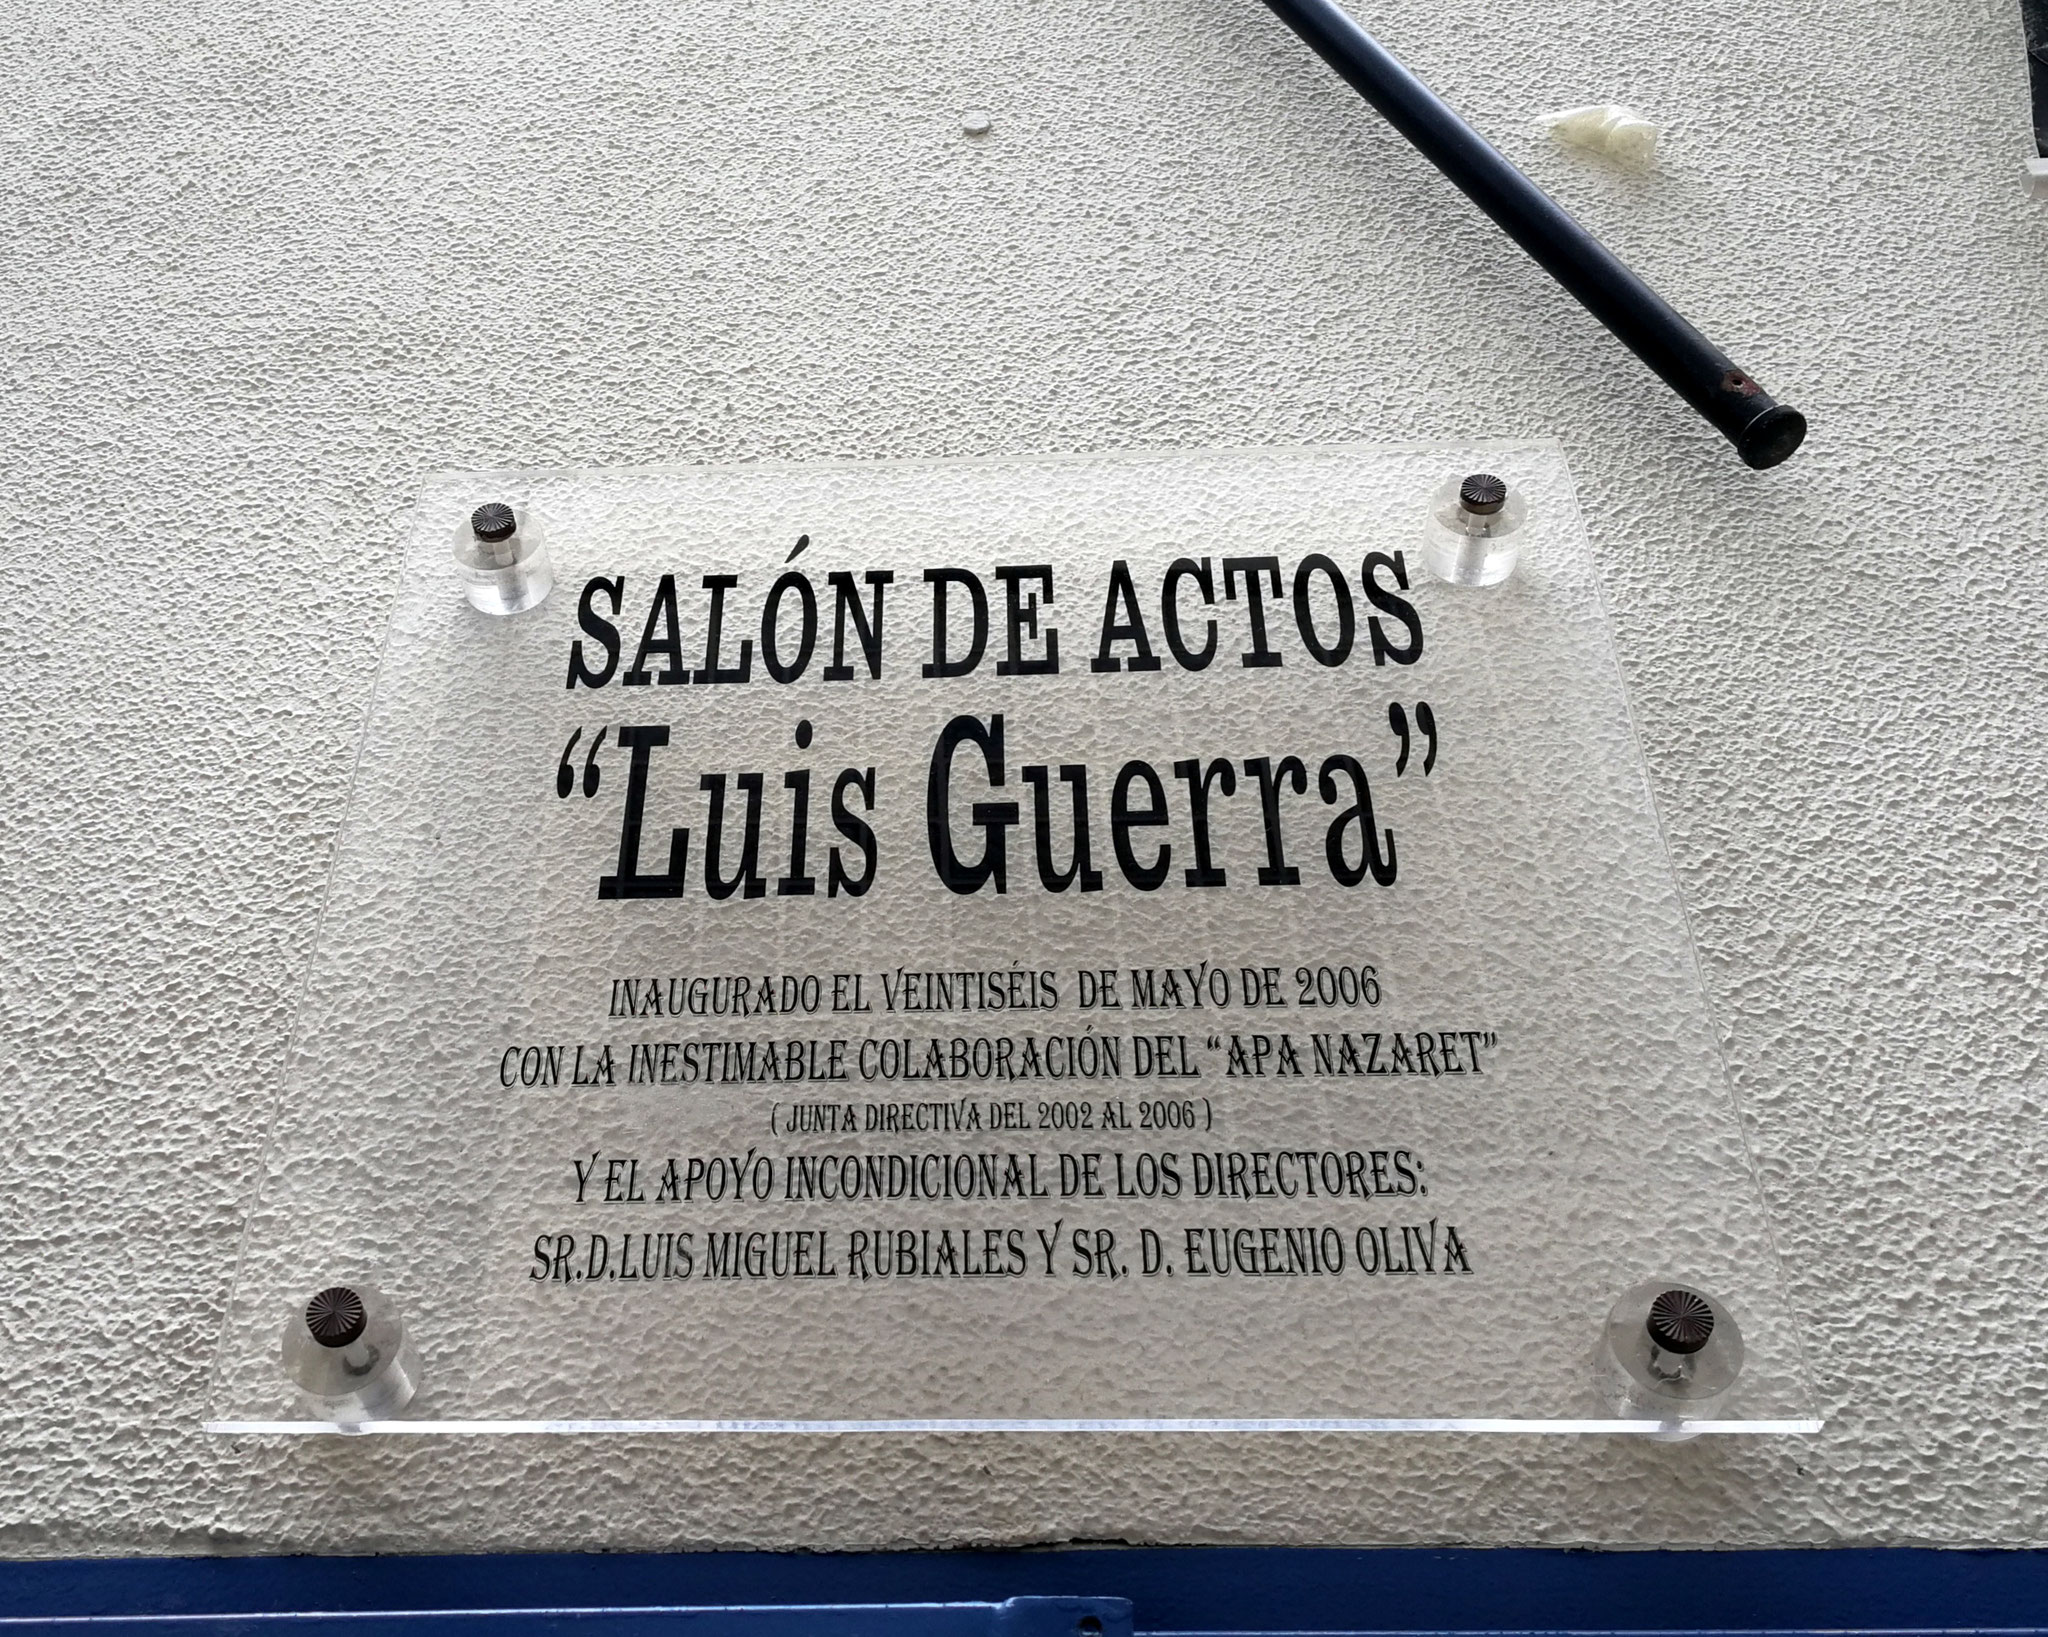 SALÓN DE ACTOS
“Luis Guerra”
INAUGURADO EL VEINTISÉIS DE MAYO DE 2006
CON LA INESTIMABLE COLABORACIÓN DEL “APA NAZARET”
( JUNTA DIRECTIVA DEL 2002 AL 2006 )
Y EL APOYO INCONDICIONAL DE LOS DIRECTORES:
SR.D.LUIS MIGUEL RUBIALES Y SR. D. EUGENIO OLIVA